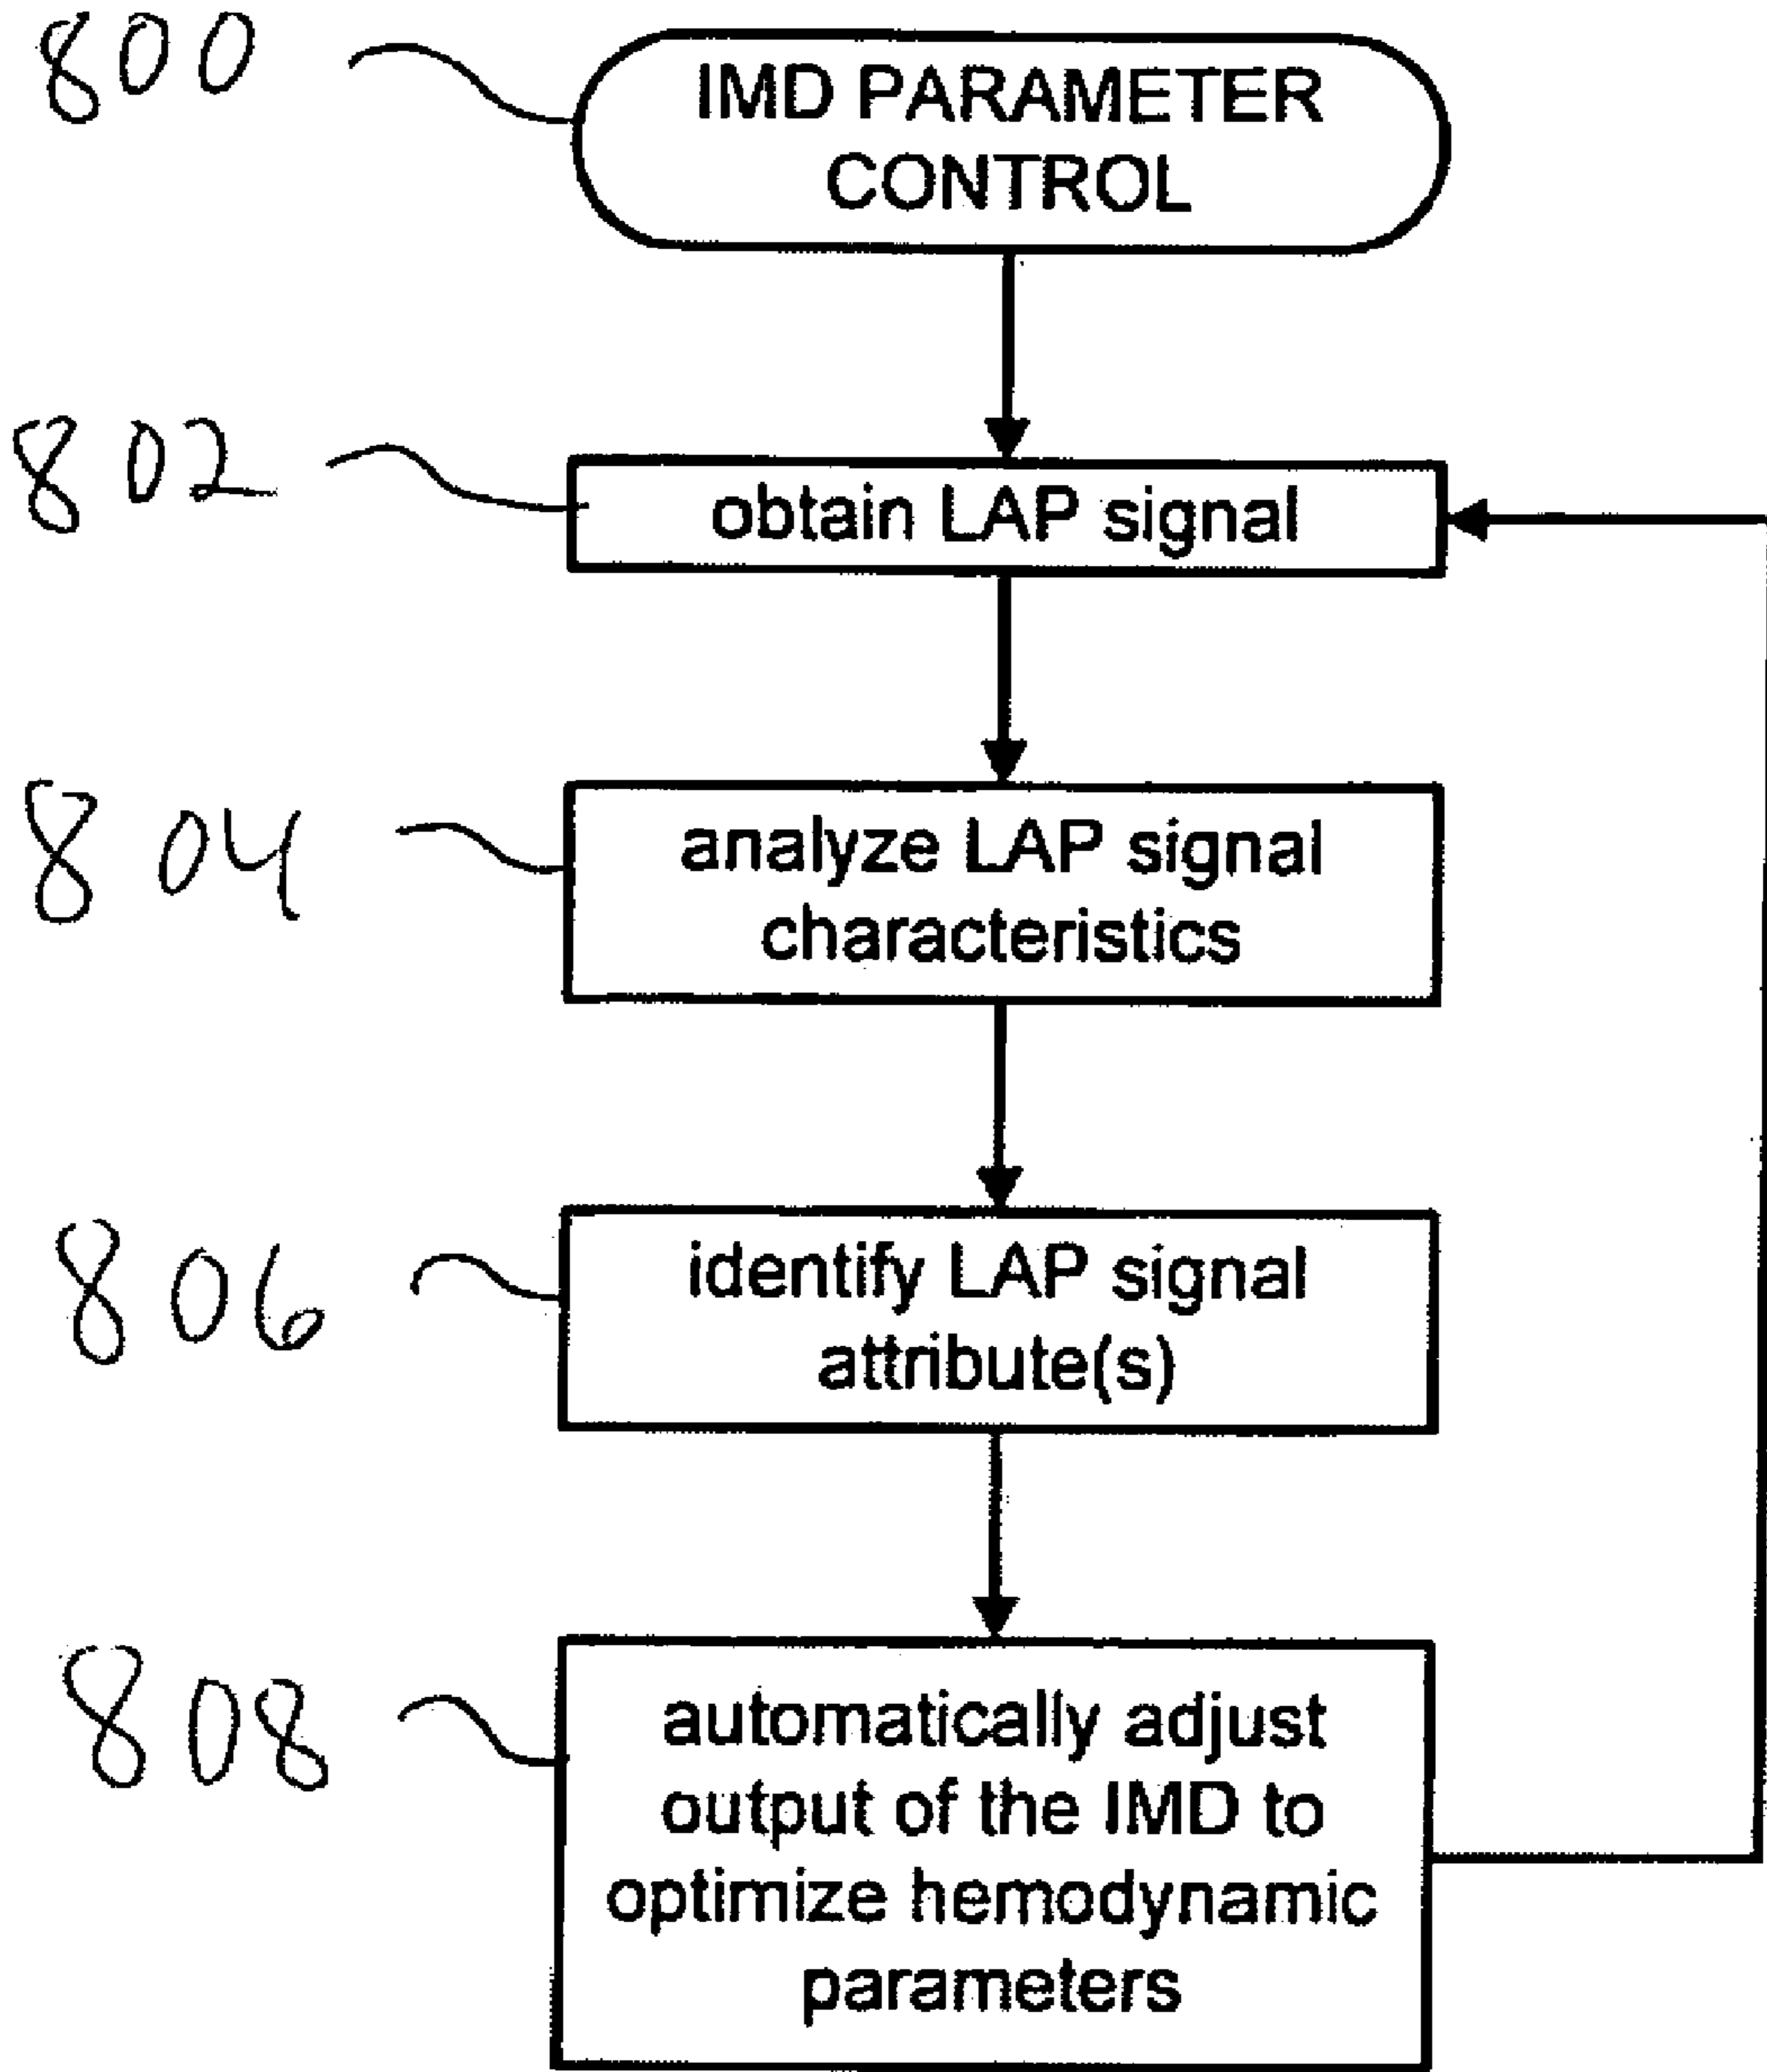 800
IMD PARAMETER
CONTROL
802
obtain LAP signal
804
analyze LAP signal
characteristics
806
identify LAP signal
attribute(s)
808
automatically adjust
output of the IMD to
optimize hemodynamic
parameters